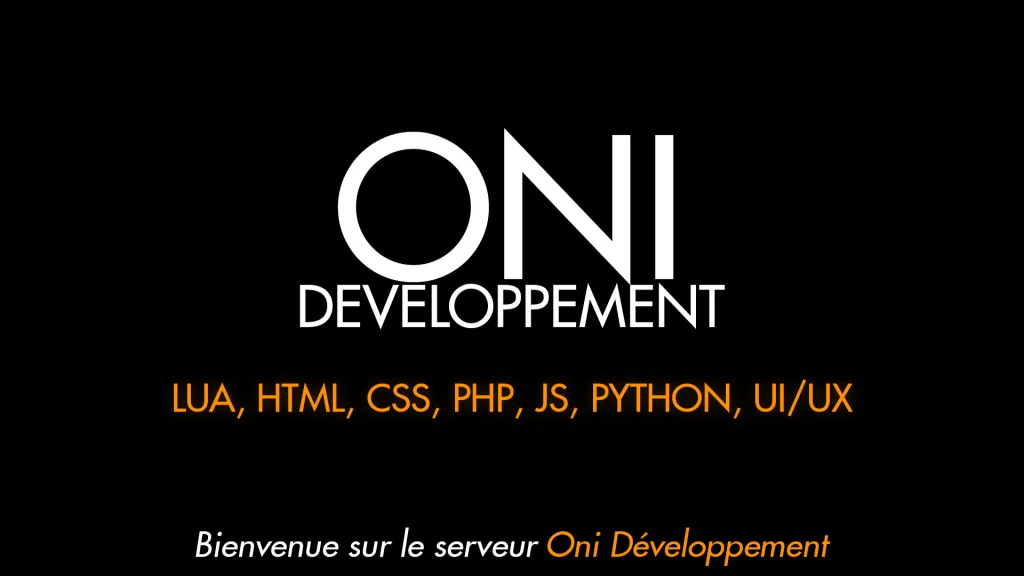 ONI
DEVELOPPEMENT
LUA, HTML, CSS, PHP, JS, PYTHON, UI/UX
Bienvenue sur le serveur Oni Développement